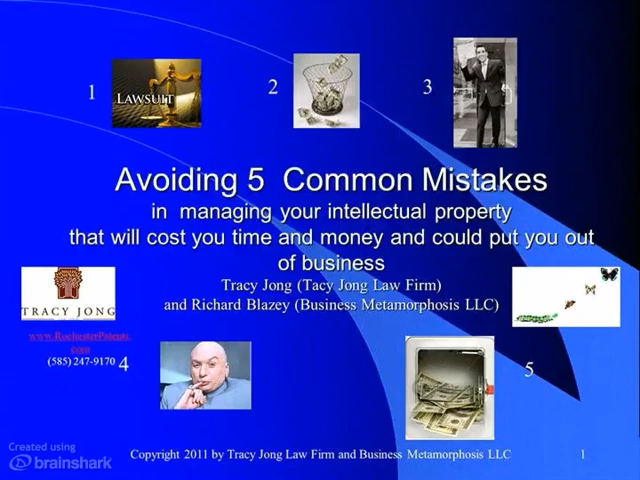 1
LAWSUIT
2
3
Avoiding 5 Common Mistakes
in managing your intellectual property
that will cost you time and money and could put you out
of business
Tracy Jong (Tacy Jong Law Firm)
and Richard Blazey (Business Metamorphosis LLC)
TRACY JONG
www.RochesterPatents.
com
(585) 247-9170
4
5
Created using
brainshark
Copyright 2011 by Tracy Jong Law Firm and Business Metamorphosis LLC
1